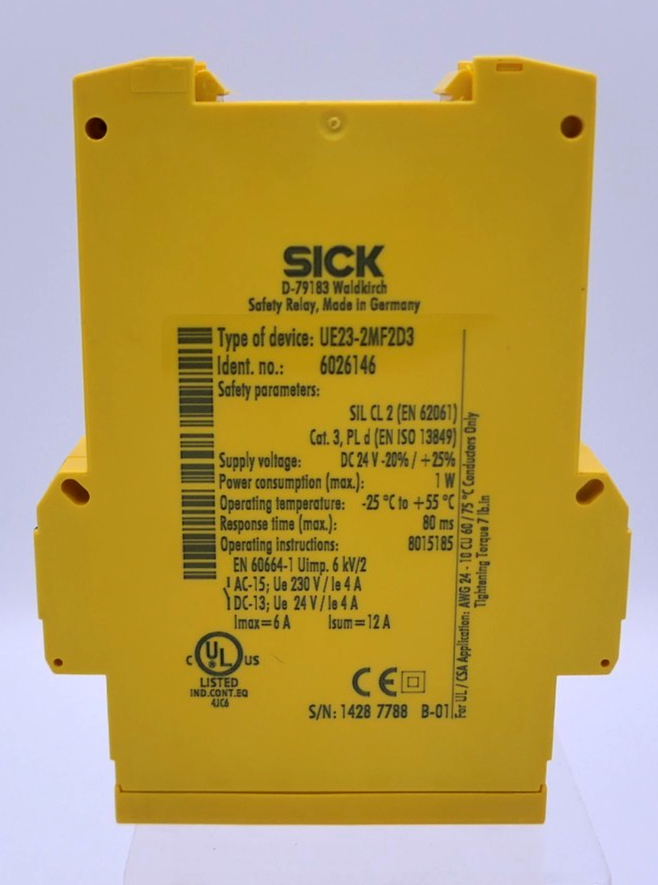 SICK
D-79183 Waldkirch
Safety Relay, Made in Germany
Type of device: UE23-2MF2D3
Ident. no.: 6026146
Safety parameters:
SIL CL 2 (EN 62061)
Cat. 3, PL d (EN ISO 13849)
Supply voltage: DC 24 V -20% / +25%
Power consumption (max.): 1 W
Operating temperature: -25 °C to +55 °C
Response time (max.): 80 ms
Operating instructions: 8015185
EN 60664-1 Uimp. 6 kV/2
AC-15; Ue 230 V / Ie 4 A
DC-13; Ue 24 V / Ie 4 A
Imax=6 A Isum=12 A
C UL US
LISTED
IND.CONT.EQ
4JC6
CE
S/N: 1428 7788 B-01
For UL / CSA Application: AWG 24 - 10 CU 60 / 75 °C Conductors Only
Tightening Torque 7 lb.in